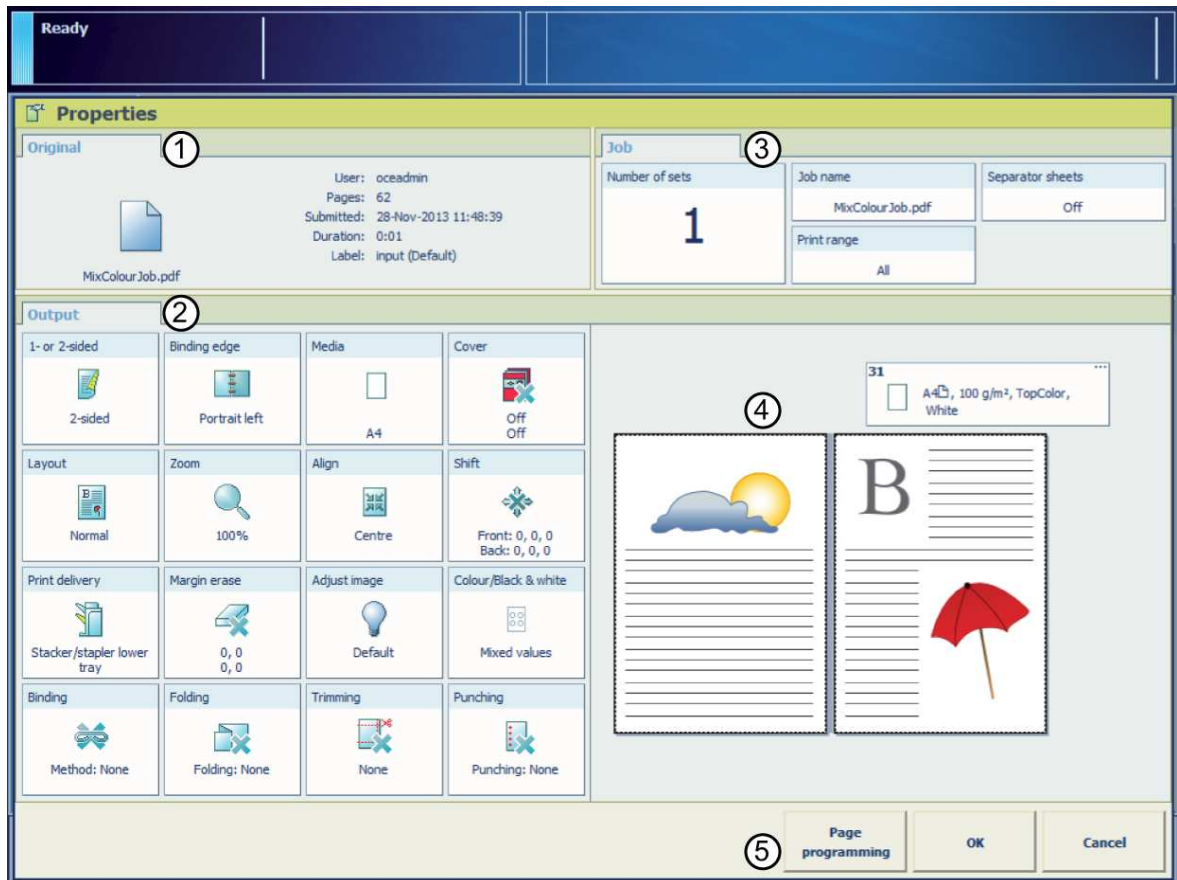 Ready
Properties
Original
1
User: oceadmin
Pages: 62
Submitted: 28-Nov-2013 11:48:39
Duration: 0:01
Label: input (Default)
MixColourJob.pdf
Job
3
Number of sets
1
Job name
MixColourJob.pdf
Separator sheets
Off
Print range
All
Output
2
1- or 2-sided
2-sided
Binding edge
Portrait left
Media
A4
Cover
Off
Off
Layout
B
Normal
Zoom
100%
Align
Centre
Shift
Front: 0, 0, 0
Back: 0, 0, 0
Print delivery
Stacker/stapler lower
tray
Margin erase
0, 0
0, 0
Adjust image
Default
Colour/Black & white
Mixed values
Binding
Method: None
Folding
Folding: None
Trimming
None
Punching
Punching: None
4
31
...
A4, 100 g/m², TopColor,
White
B
5
Page
programming
OK
Cancel